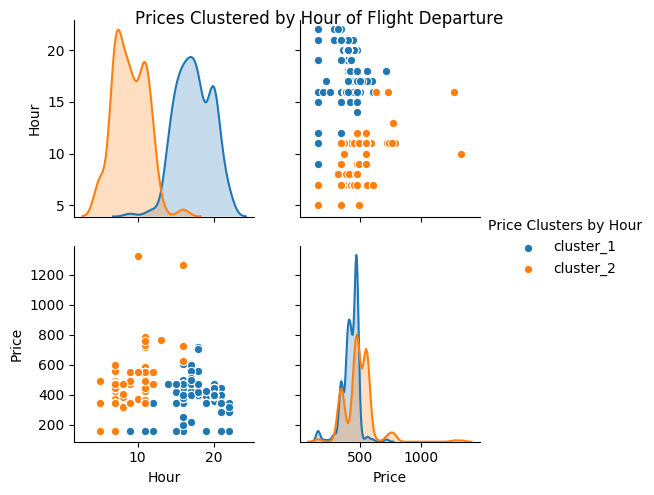 Prices Clustered by Hour of Flight Departure
20
15
10
5
Hour
Price Clusters by Hour
cluster_1
cluster_2
1200
1000
800
600
400
200
Price
10
20
Hour
500
1000
Price